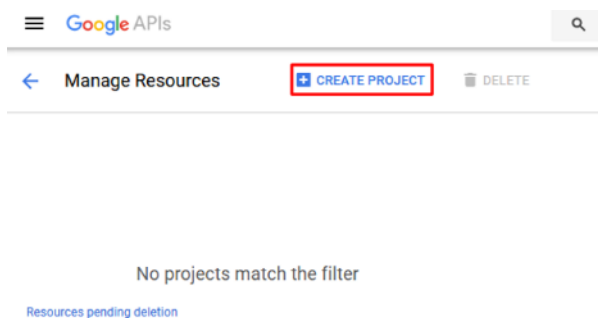 Google APIs
Manage Resources CREATE PROJECT DELETE
No projects match the filter
Resources pending deletion